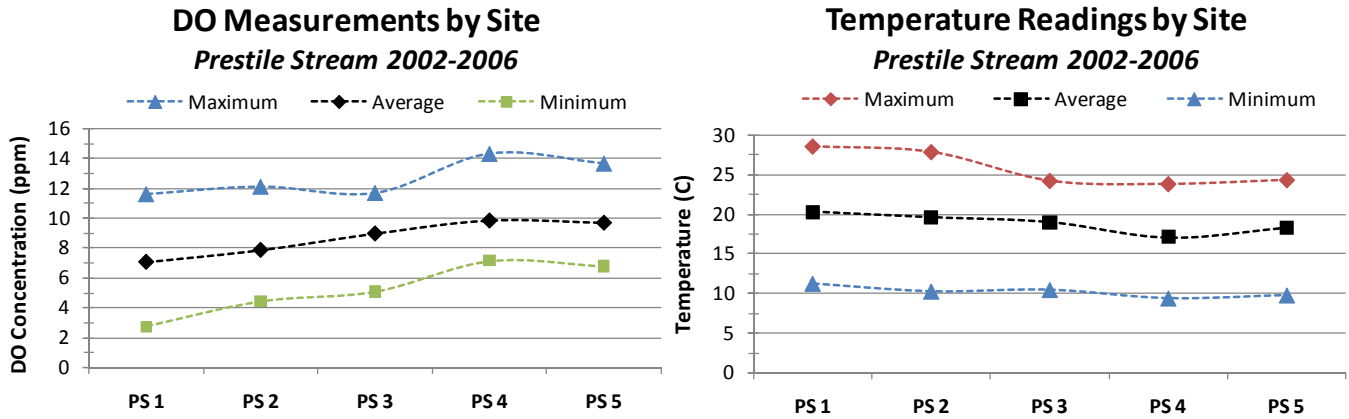 DO Measurements by Site
Prestile Stream 2002-2006
Maximum Average Minimum
DO Concentration (ppm)
16
14
12
10
8
6
4
2
0
PS 1 PS 2 PS 3 PS 4 PS 5
Temperature Readings by Site
Prestile Stream 2002-2006
Maximum Average Minimum
Temperature (C)
30
25
20
15
10
5
0
PS 1 PS 2 PS 3 PS 4 PS 5